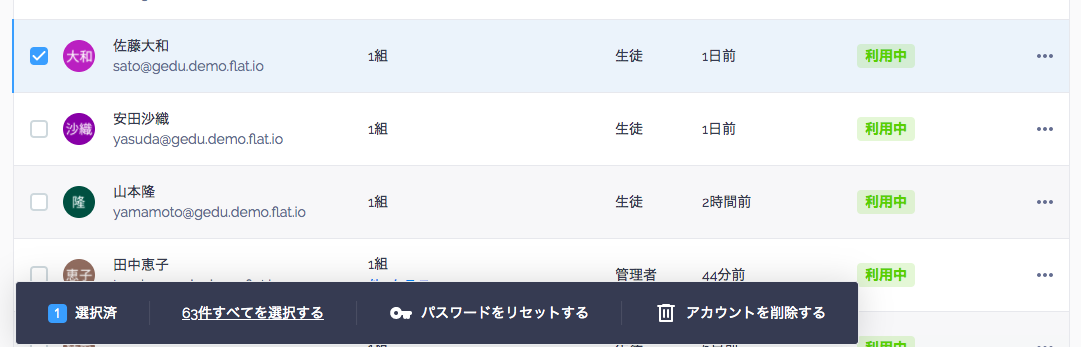 大和
佐藤大和
sato@gedu.demo.flat.io
1組
生徒
1日前
利用中
沙織
安田沙織
yasuda@gedu.demo.flat.io
1組
生徒
1日前
利用中
隆
山本隆
yamamoto@gedu.demo.flat.io
1組
生徒
2時間前
利用中
恵子
田中恵子
1組
管理者
44分前
利用中
1 選択済
63件すべてを選択する
パスワードをリセットする
アカウントを削除する
利用中